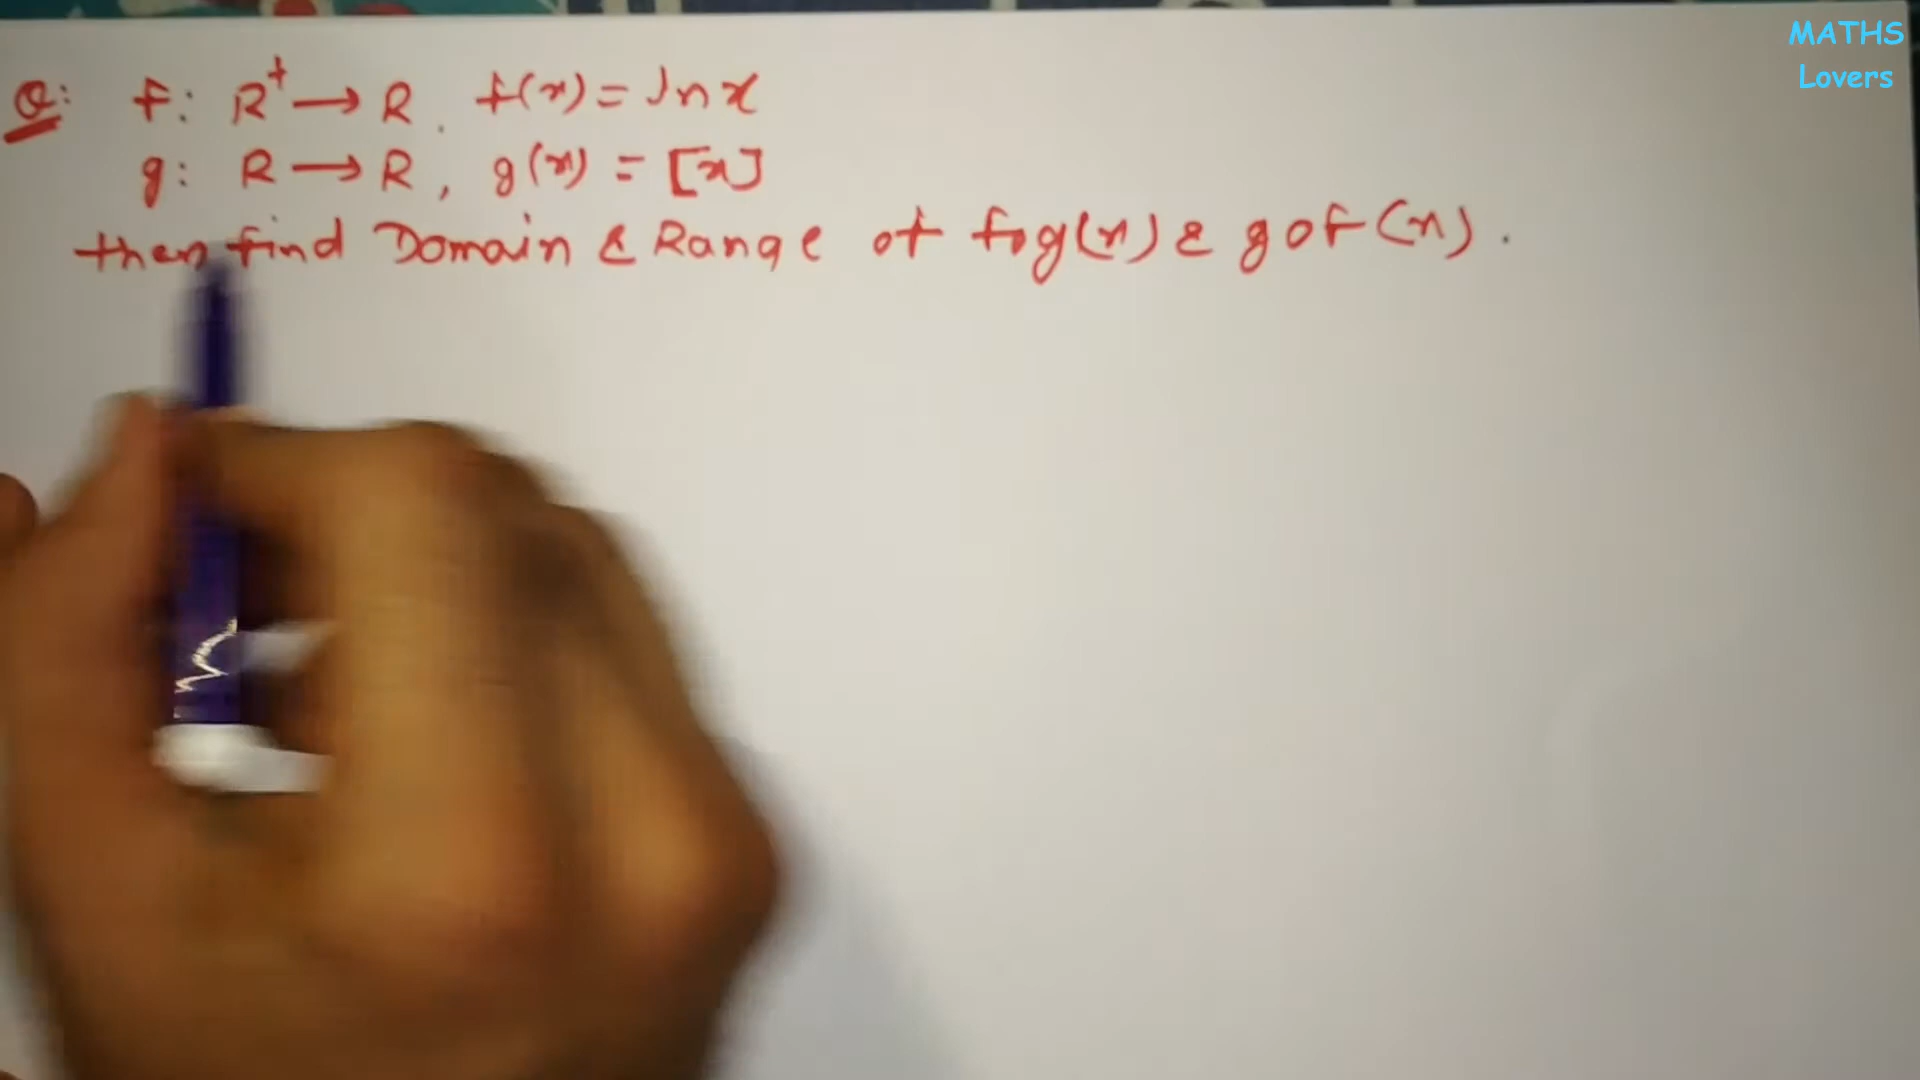 Q: f: R⁺ → R, f(x) = ln x
g: R → R, g(x) = [x]
then find Domain & Range of fog(x) & gof(x).
MATHS
Lovers